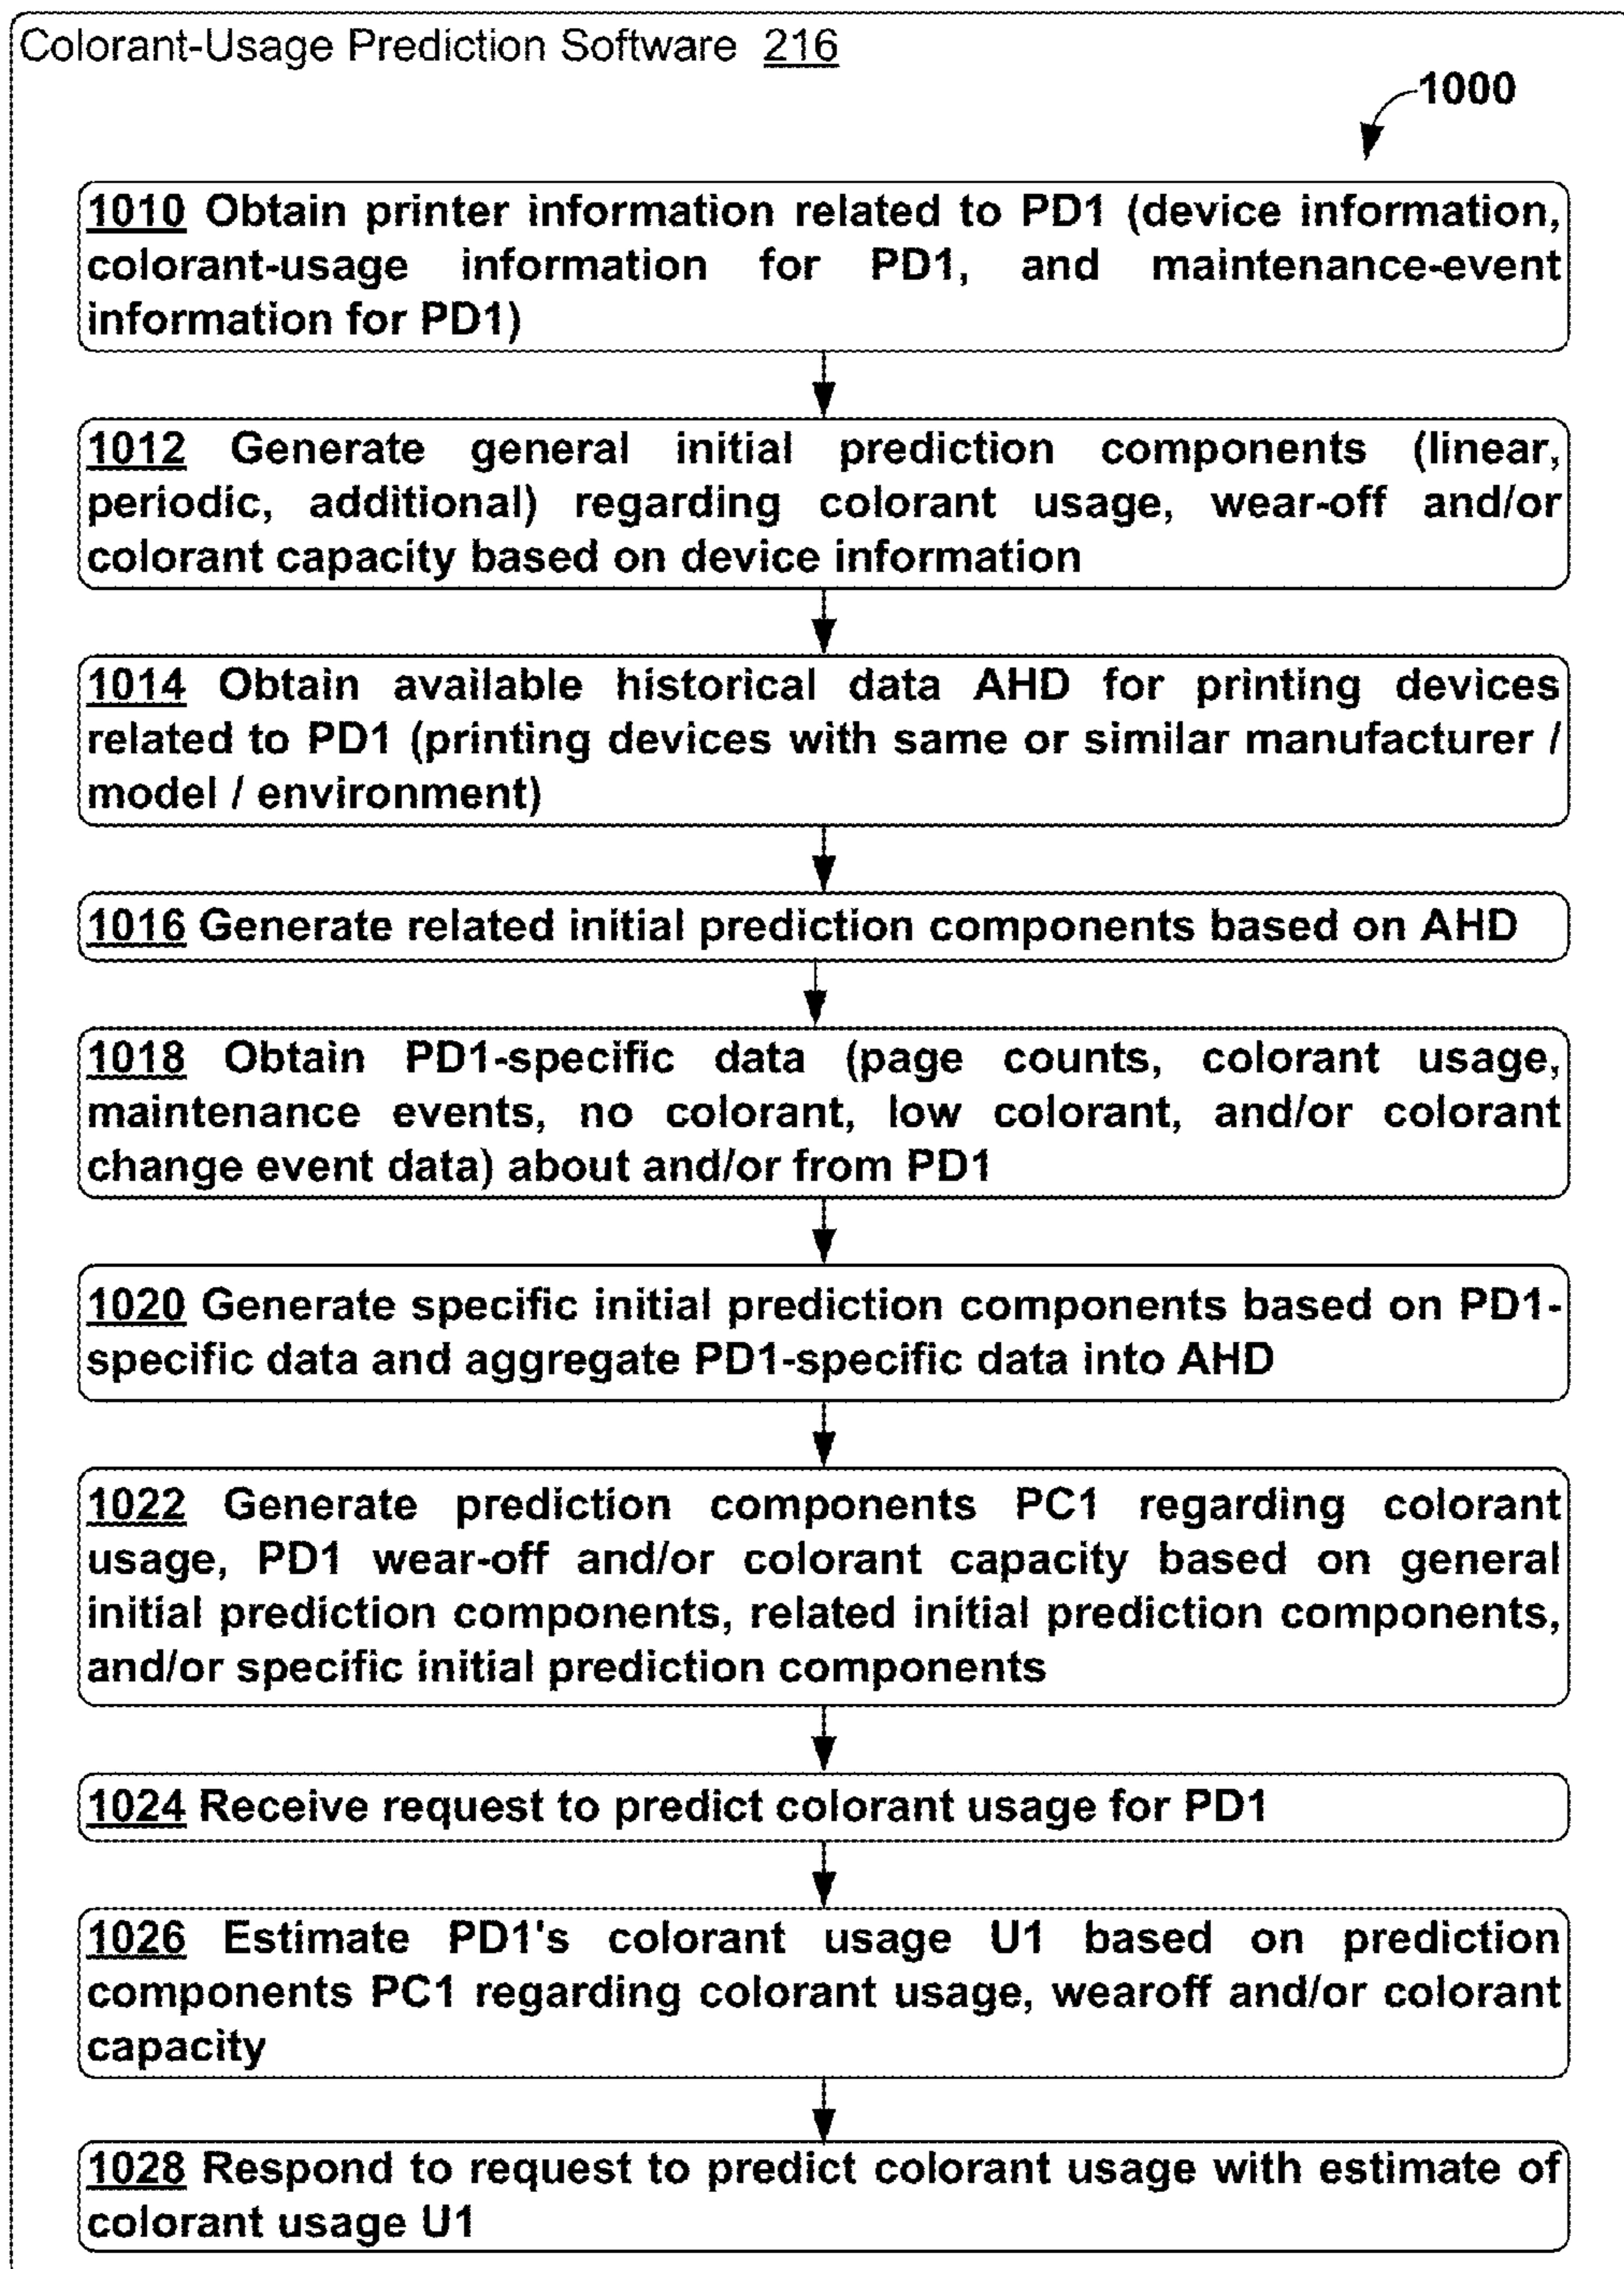 Colorant-Usage Prediction Software 216
1000
1010 Obtain printer information related to PD1 (device information,
colorant-usage information for PD1, and maintenance-event
information for PD1)
1012 Generate general initial prediction components (linear,
periodic, additional) regarding colorant usage, wear-off and/or
colorant capacity based on device information
1014 Obtain available historical data AHD for printing devices
related to PD1 (printing devices with same or similar manufacturer /
model / environment)
1016 Generate related initial prediction components based on AHD
1018 Obtain PD1-specific data (page counts, colorant usage,
maintenance events, no colorant, low colorant, and/or colorant
change event data) about and/or from PD1
1020 Generate specific initial prediction components based on PD1-
specific data and aggregate PD1-specific data into AHD
1022 Generate prediction components PC1 regarding colorant
usage, PD1 wear-off and/or colorant capacity based on general
initial prediction components, related initial prediction components,
and/or specific initial prediction components
1024 Receive request to predict colorant usage for PD1
1026 Estimate PD1's colorant usage U1 based on prediction
components PC1 regarding colorant usage, wearoff and/or colorant
capacity
1028 Respond to request to predict colorant usage with estimate of
colorant usage U1